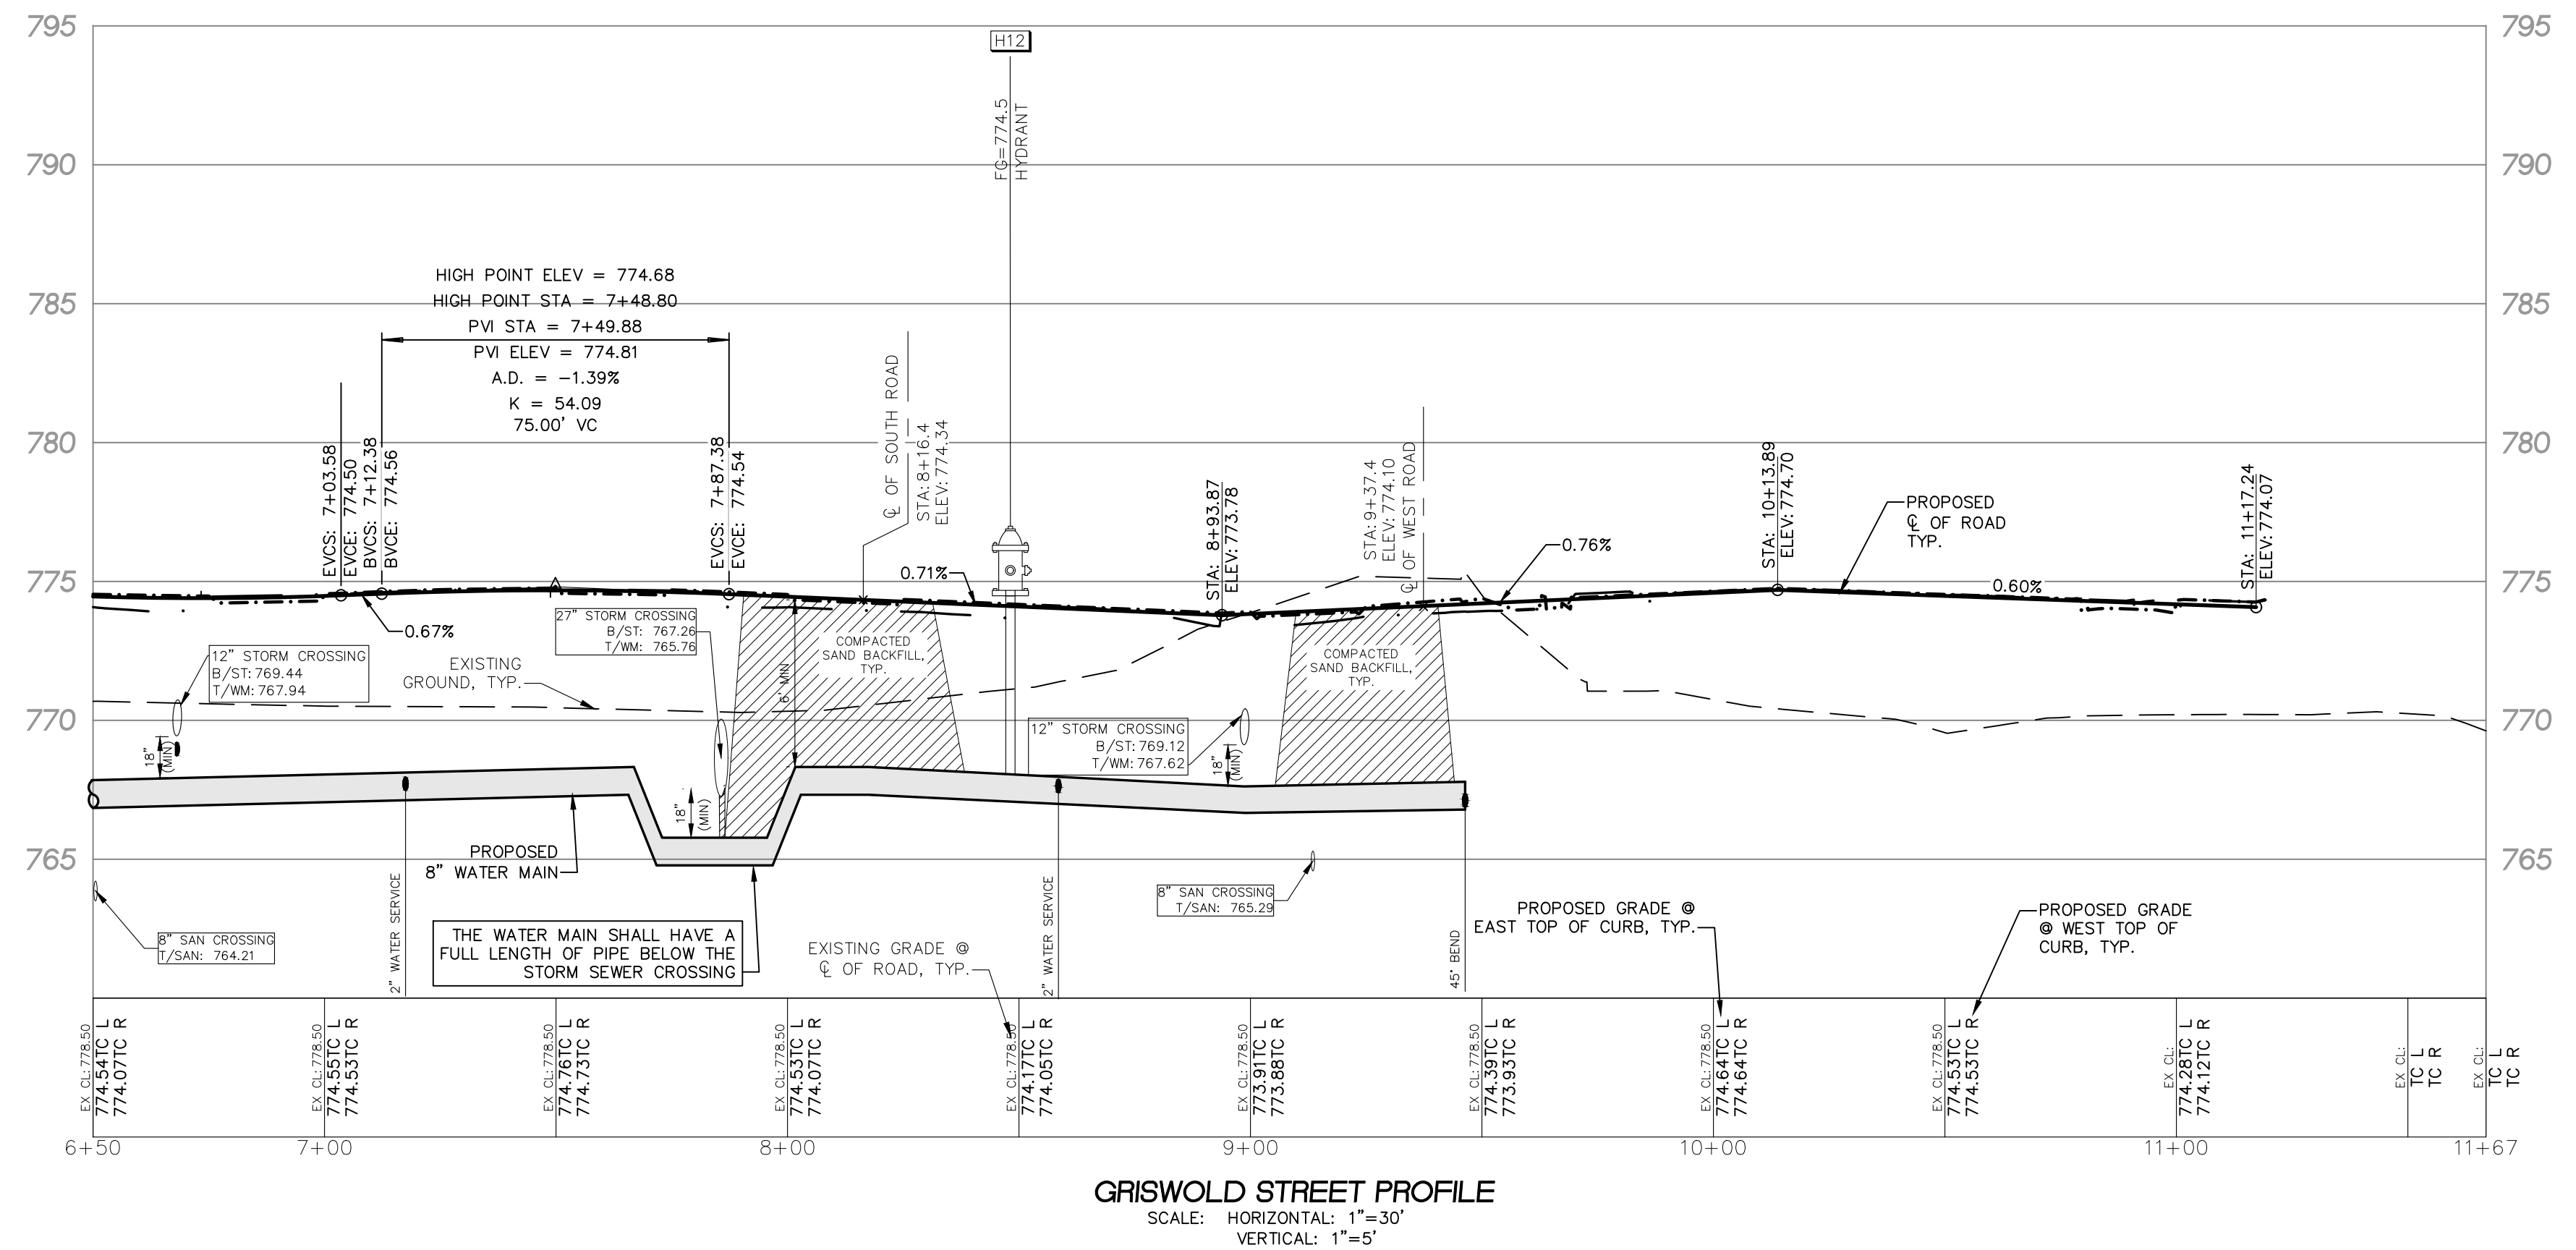 795
795
H12
FG=774.5
HYDRANT
790
790
HIGH POINT ELEV = 774.68
HIGH POINT STA = 7+48.80
PVI STA = 7+49.88
PVI ELEV = 774.81
A.D. = -1.39%
K = 54.09
75.00' VC
785
785
780
780
EVCS: 7+03.58
EVCE: 774.50
BVCS: 7+12.38
BVCE: 774.56
EVCS: 7+87.38
EVCE: 774.54
℄ OF SOUTH ROAD
STA: 8+16.4
ELEV: 774.34
STA: 8+93.87
ELEV: 773.78
STA: 9+37.4
ELEV: 774.10
℄ OF WEST ROAD
STA: 10+13.89
ELEV: 774.70
STA: 11+17.24
ELEV: 774.07
PROPOSED
℄ OF ROAD
TYP.
775
775
0.67%
0.71%
0.76%
0.60%
27" STORM CROSSING
B/ST: 767.26
T/WM: 765.76
12" STORM CROSSING
B/ST: 769.44
T/WM: 767.94
EXISTING
GROUND, TYP.
6' MIN
COMPACTED
SAND BACKFILL,
TYP.
COMPACTED
SAND BACKFILL,
TYP.
12" STORM CROSSING
B/ST: 769.12
T/WM: 767.62
770
770
18"
(MIN)
18"
(MIN)
18"
(MIN)
765
765
PROPOSED
8" WATER MAIN
8" SAN CROSSING
T/SAN: 764.21
2" WATER SERVICE
THE WATER MAIN SHALL HAVE A
FULL LENGTH OF PIPE BELOW THE
STORM SEWER CROSSING
EXISTING GRADE @
℄ OF ROAD, TYP.
2" WATER SERVICE
8" SAN CROSSING
T/SAN: 765.29
45° BEND
PROPOSED GRADE @
EAST TOP OF CURB, TYP.
PROPOSED GRADE
@ WEST TOP OF
CURB, TYP.
EX CL: 778.50
774.54TC L
774.07TC R
EX CL: 778.50
774.55TC L
774.53TC R
EX CL: 778.50
774.76TC L
774.73TC R
EX CL: 778.50
774.53TC L
774.07TC R
EX CL: 778.50
774.17TC L
774.05TC R
EX CL: 778.50
773.91TC L
773.88TC R
EX CL: 778.50
774.39TC L
773.93TC R
EX CL: 778.50
774.64TC L
774.64TC R
EX CL: 778.50
774.53TC L
774.53TC R
EX CL:
774.28TC L
774.12TC R
EX CL:
TC L
TC R
EX CL:
TC L
TC R
6+50
7+00
8+00
9+00
10+00
11+00
11+67
GRISWOLD STREET PROFILE
SCALE: HORIZONTAL: 1"=30'
VERTICAL: 1"=5'